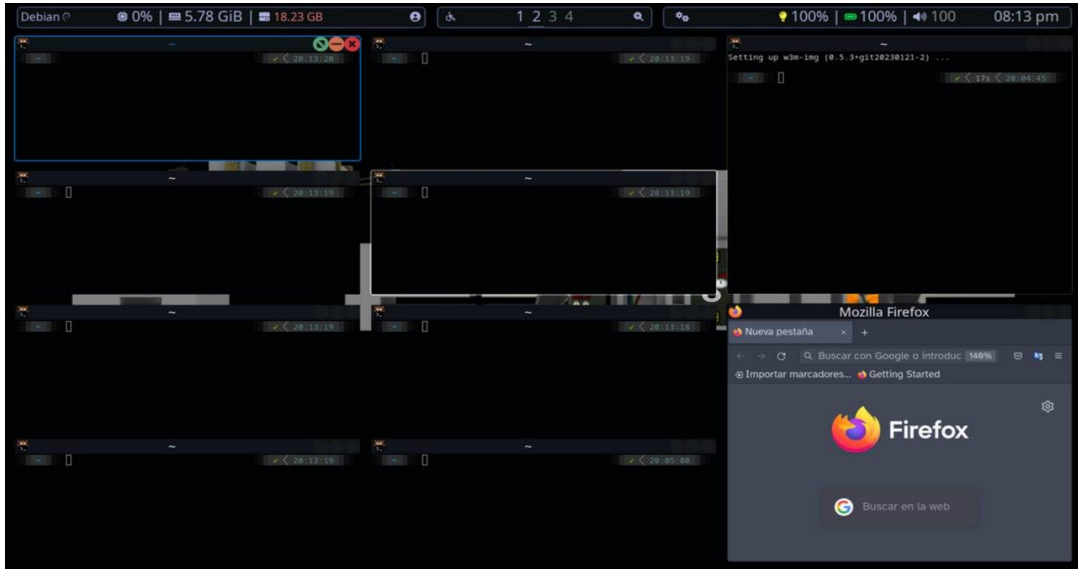 Debian 0% | 5.78 GiB | 18.23 GB 1 2 3 4 100% | 100% | 100 08:13 pm
~ ~ ~
~ 20:13:20 ~ 20:13:19 Setting up w3m-img (0.5.3+git20230121-2) ...
~ 17s 20:04:45
~ ~
~ 20:13:19 ~ 20:13:19
~ ~ Mozilla Firefox
~ 20:13:19 ~ 20:13:18 Nueva pestaña × +
Buscar con Google o introduc 140%
Importar marcadores... Getting Started
Firefox
~ ~
~ 20:13:19 ~ 20:05:00
Buscar en la web